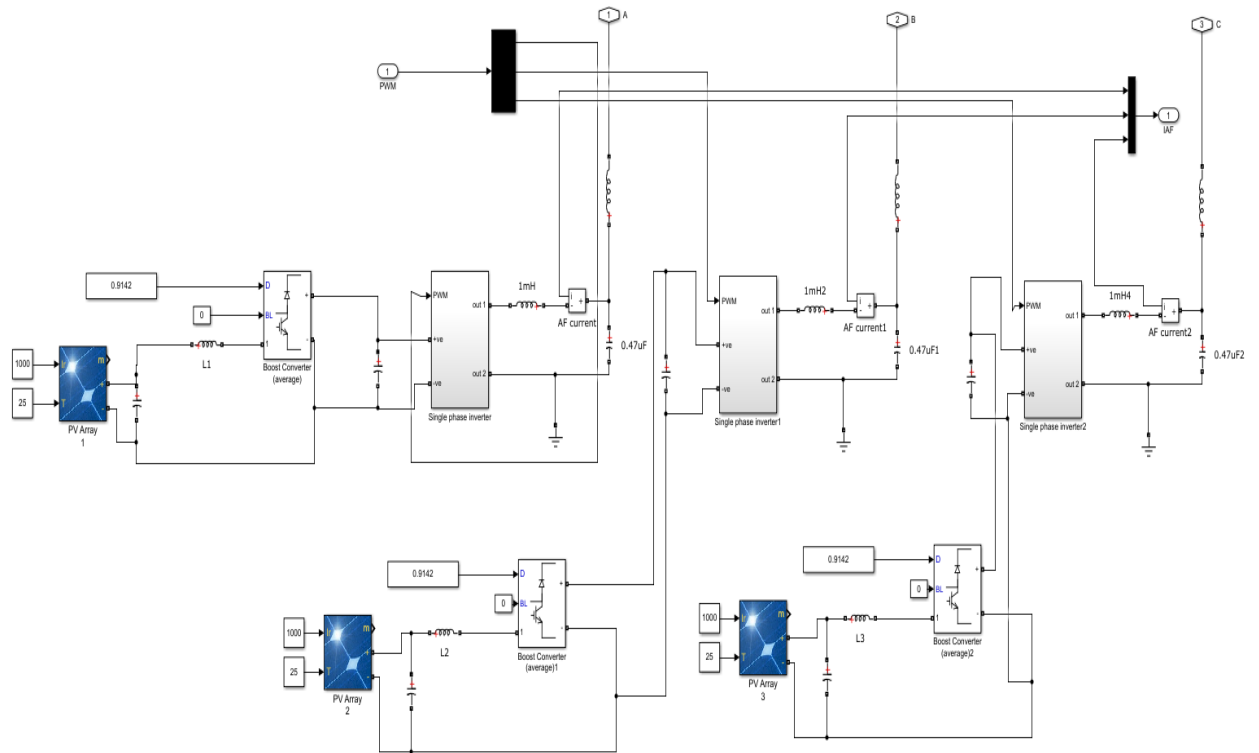 1 A
2 B
3 C
1
PWM
1
IAF
0.9142
D
0
BL
1
+
-
Boost Converter
(average)
L1
1000
Ir
25
T
m
+
-
PV Array
1
PWM
+ve
-ve
out 1
out 2
Single phase inverter
1mH
i
-
+
AF current
0.47uF
PWM
+ve
-ve
out 1
out 2
Single phase inverter1
1mH2
i
-
+
AF current1
0.47uF1
PWM
+ve
-ve
out 1
out 2
Single phase inverter2
1mH4
i
-
+
AF current2
0.47uF2
0.9142
D
0
BL
1
+
-
Boost Converter
(average)1
L2
1000
Ir
25
T
m
+
-
PV Array
2
0.9142
D
0
BL
1
+
-
Boost Converter
(average)2
L3
1000
Ir
25
T
m
+
-
PV Array
3